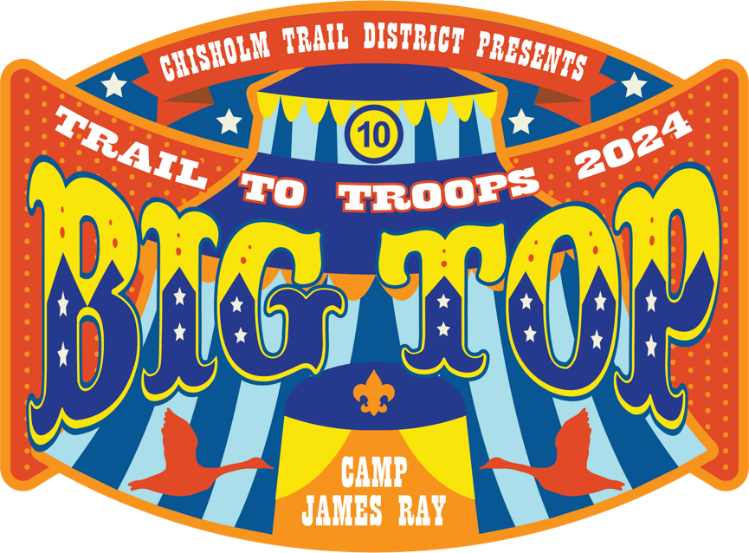 CHISHOLM TRAIL DISTRICT PRESENTS
10
TRAIL TO TROOPS 2024
BIG TOP
CAMP
JAMES RAY